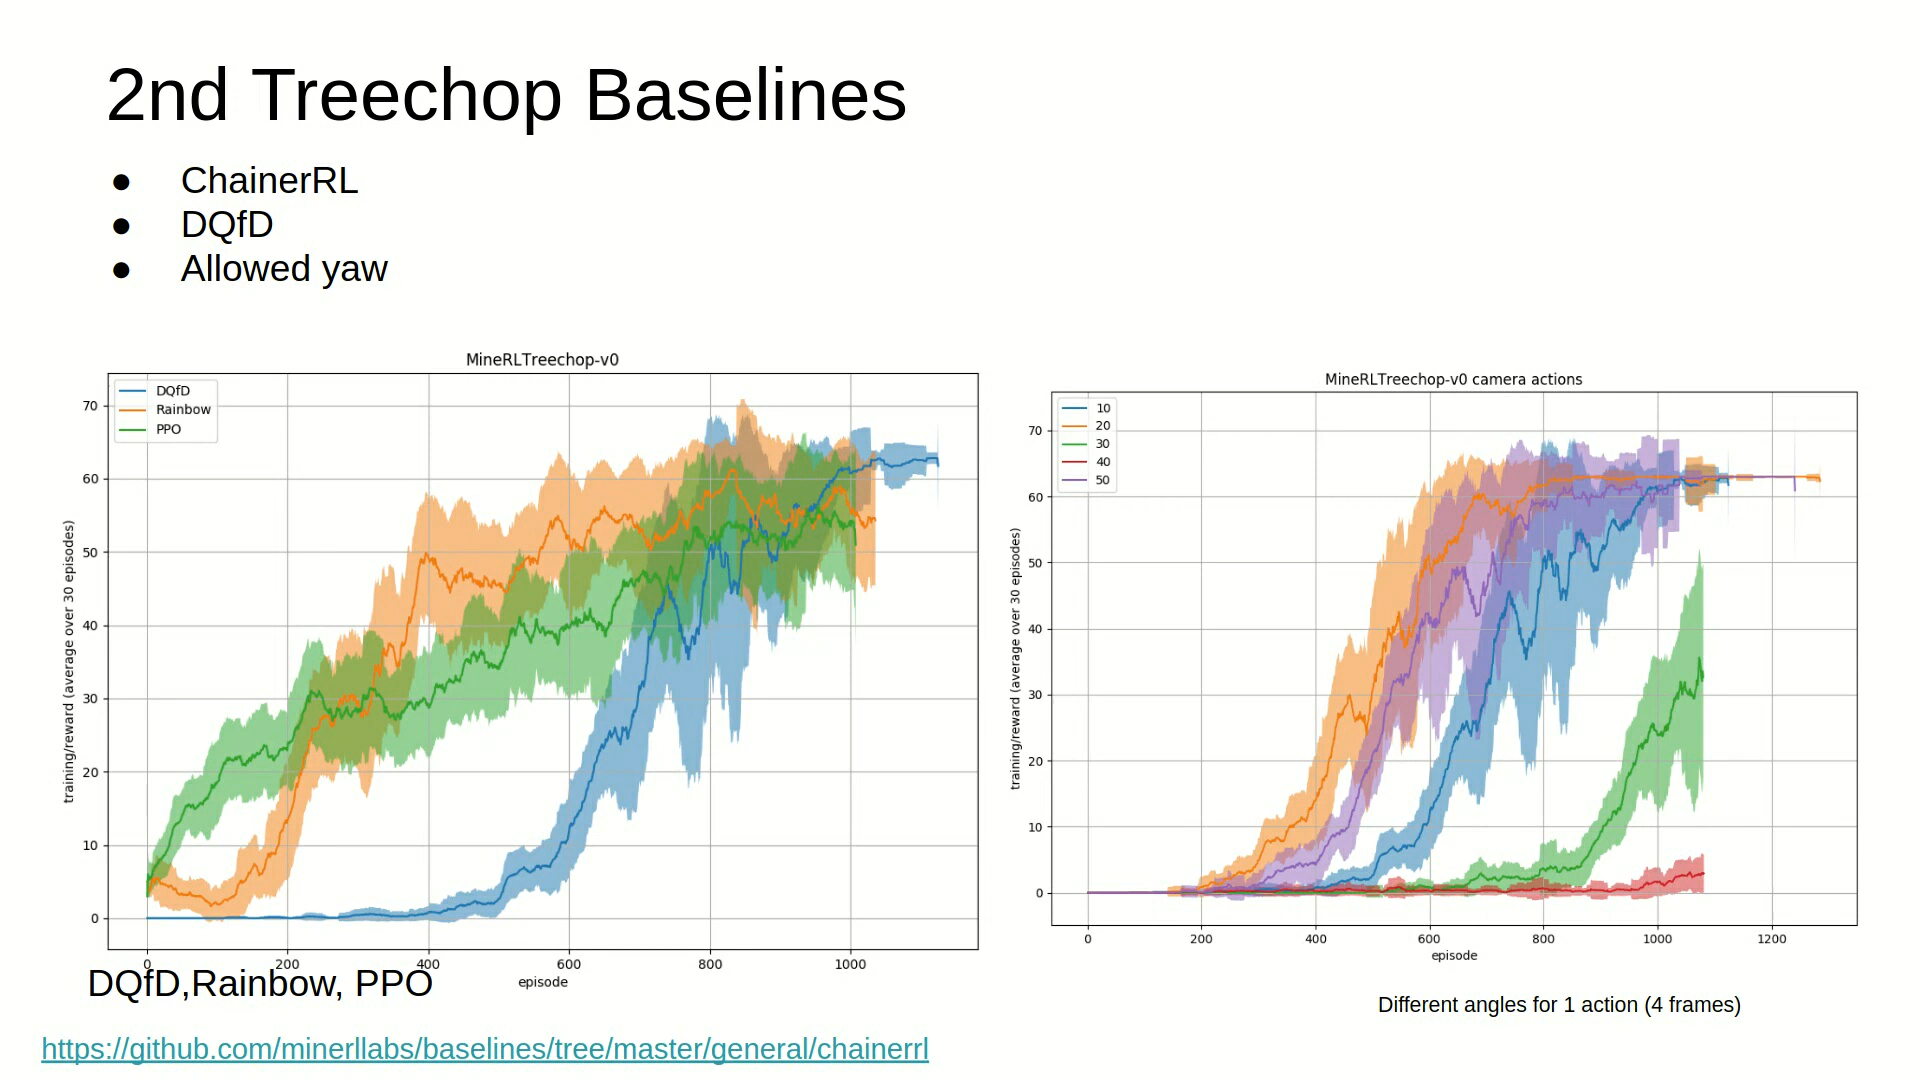 2nd Treechop Baselines
● ChainerRL
● DQfD
● Allowed yaw
MineRLTreechop-v0
DQfD
Rainbow
PPO
training/reward (average over 30 episodes)
70
60
50
40
30
20
10
0
0 200 400 600 800 1000
episode
DQfD,Rainbow, PPO
MineRLTreechop-v0 camera actions
10
20
30
40
50
training/reward (average over 30 episodes)
70
60
50
40
30
20
10
0
0 200 400 600 800 1000 1200
episode
Different angles for 1 action (4 frames)
https://github.com/minerllabs/baselines/tree/master/general/chainerrl